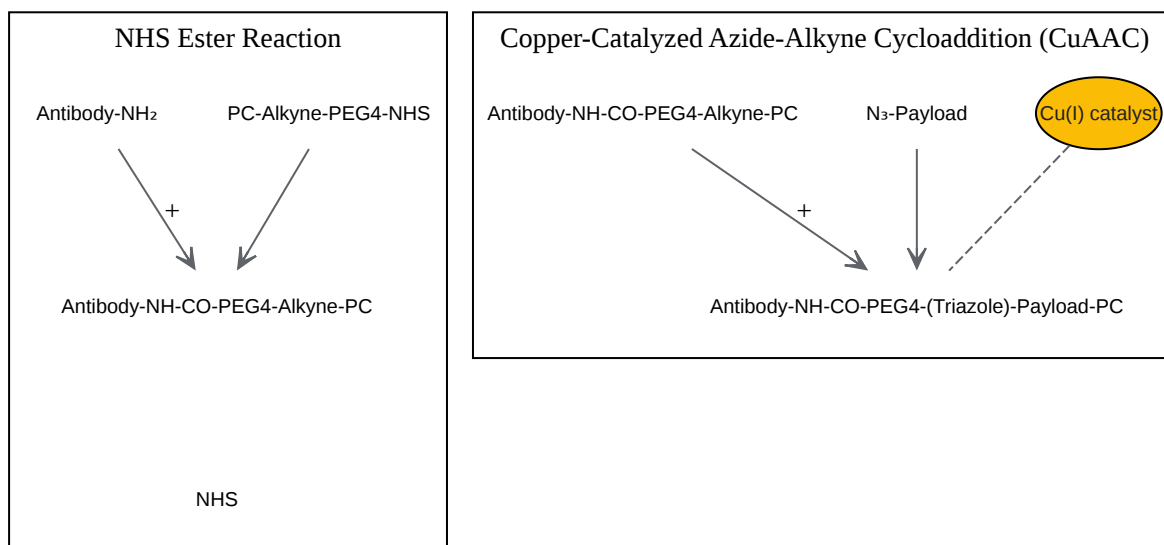 NHS Ester Reaction
Antibody-NH₂
PC-Alkyne-PEG4-NHS
+
Antibody-NH-CO-PEG4-Alkyne-PC
NHS
Copper-Catalyzed Azide-Alkyne Cycloaddition (CuAAC)
Antibody-NH-CO-PEG4-Alkyne-PC
N₃-Payload
Cu(I) catalyst
+
Antibody-NH-CO-PEG4-(Triazole)-Payload-PC